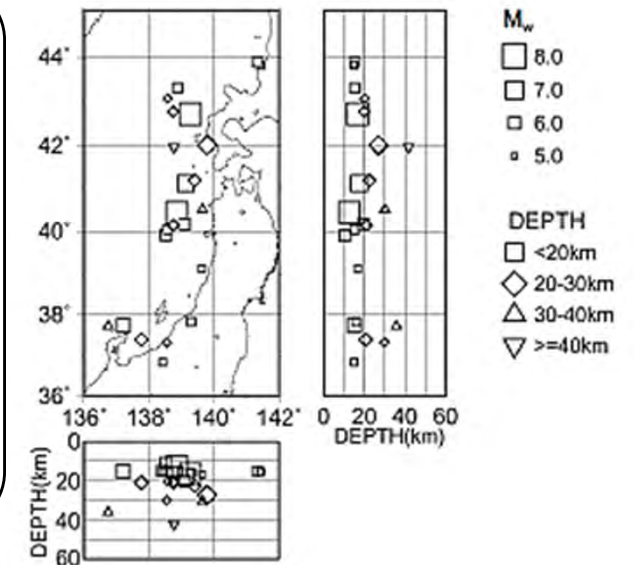 44˚
42˚
40˚
38˚
36˚
136˚ 138˚ 140˚ 142˚
0 20 40 60
DEPTH(km)
0
20
40
60
DEPTH(km)
Mw
8.0
7.0
6.0
5.0
DEPTH
<20km
20-30km
30-40km
>=40km